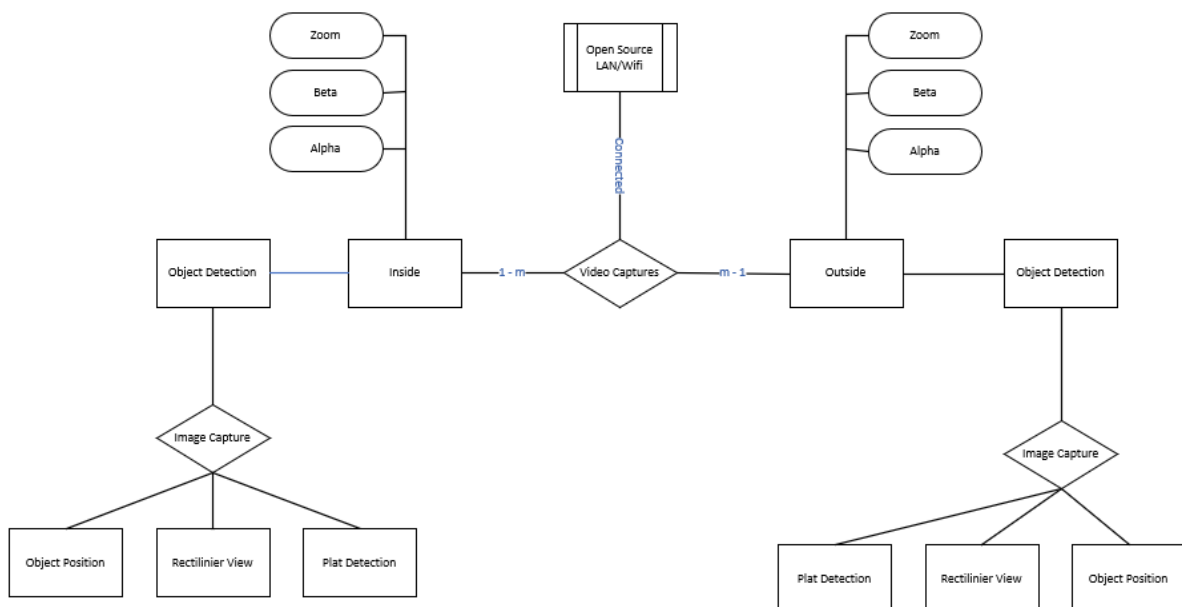 Zoom
Open Source
LAN/Wifi
Zoom
Beta
Beta
Alpha
Connected
Alpha
Object Detection
Inside
1 - m
Video Captures
m - 1
Outside
Object Detection
Image Capture
Image Capture
Object Position
Rectilinier View
Plat Detection
Plat Detection
Rectilinier View
Object Position